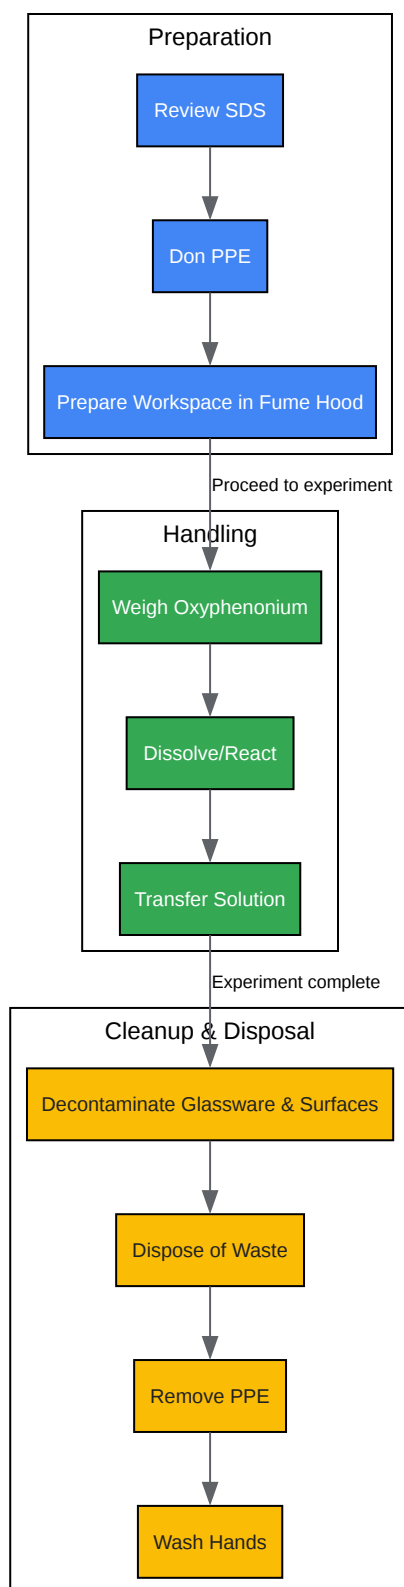 Preparation
Review SDS
Don PPE
Prepare Workspace in Fume Hood
Proceed to experiment
Handling
Weigh Oxyphenonium
Dissolve/React
Transfer Solution
Experiment complete
Cleanup & Disposal
Decontaminate Glassware & Surfaces
Dispose of Waste
Remove PPE
Wash Hands